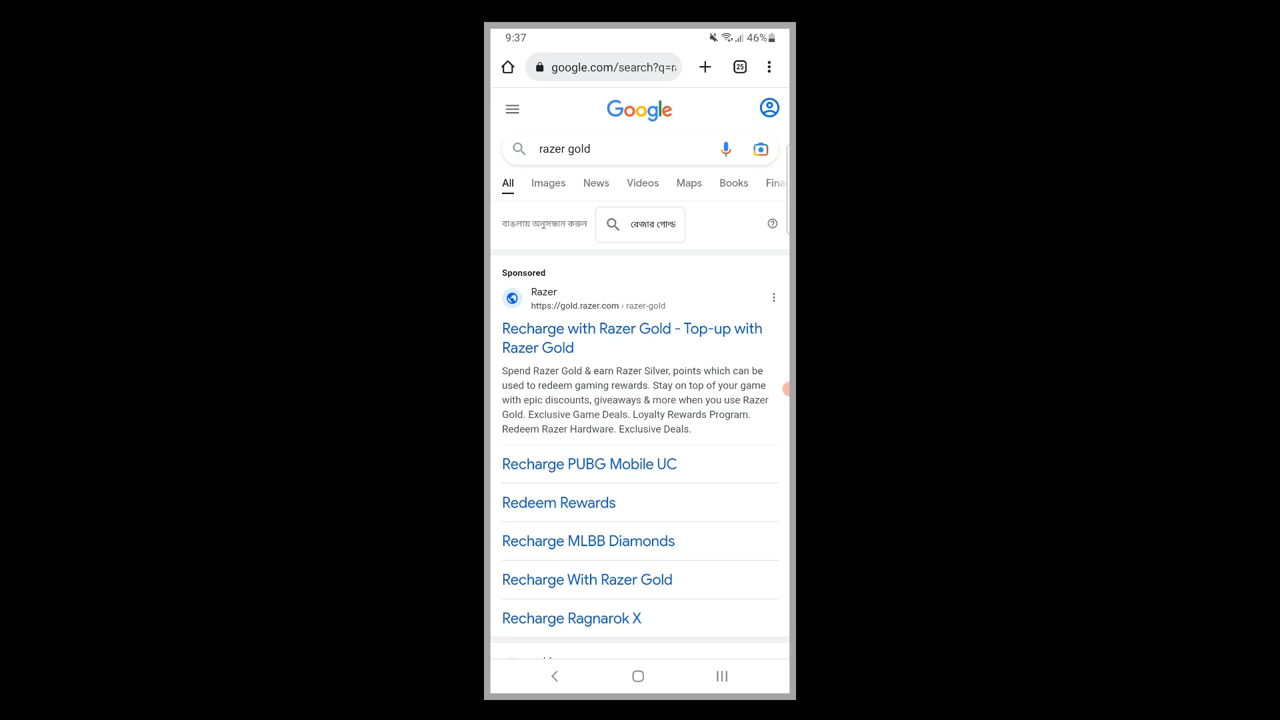 9:37
46%
google.com/search?q=r
25
Google
razer gold
All Images News Videos Maps Books Fina
বাঙলায় অনুসন্ধান করুন রেজার গোল্ড
Sponsored
Razer
https://gold.razer.com › razer-gold
Recharge with Razer Gold - Top-up with
Razer Gold
Spend Razer Gold & earn Razer Silver, points which can be
used to redeem gaming rewards. Stay on top of your game
with epic discounts, giveaways & more when you use Razer
Gold. Exclusive Game Deals. Loyalty Rewards Program.
Redeem Razer Hardware. Exclusive Deals.
Recharge PUBG Mobile UC
Redeem Rewards
Recharge MLBB Diamonds
Recharge With Razer Gold
Recharge Ragnarok X